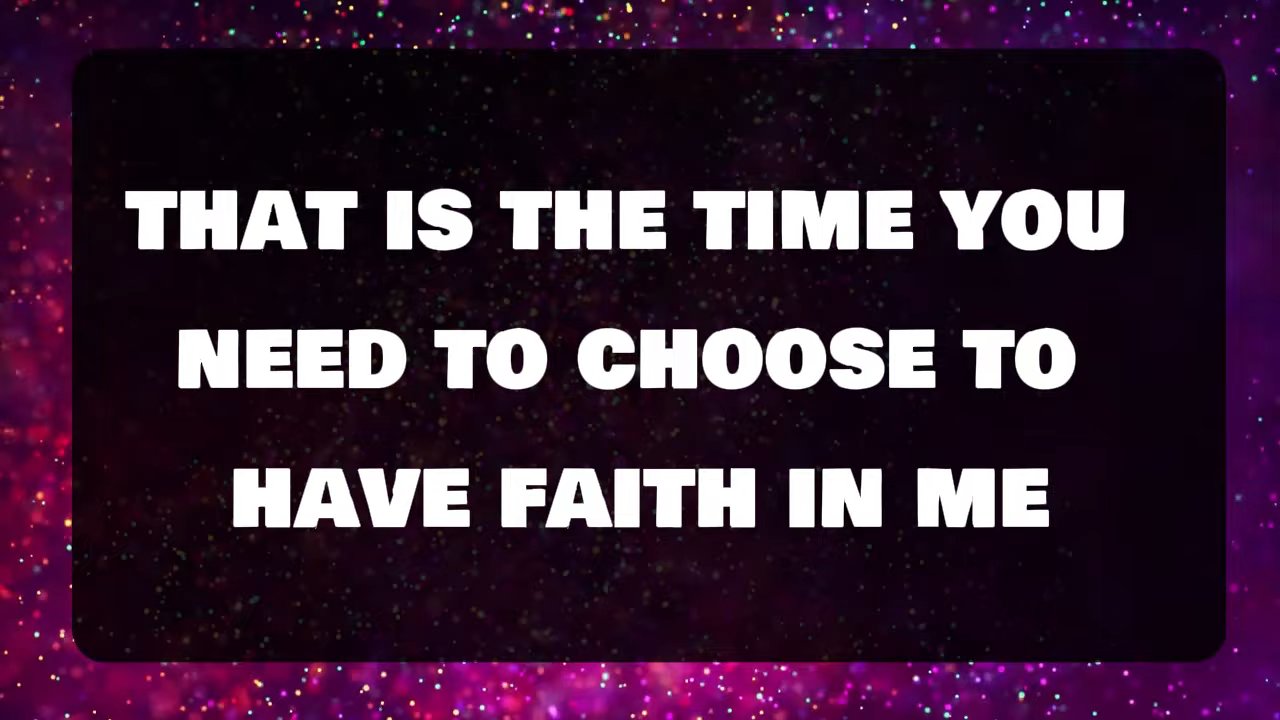 THAT IS THE TIME YOU
NEED TO CHOOSE TO
HAVE FAITH IN ME